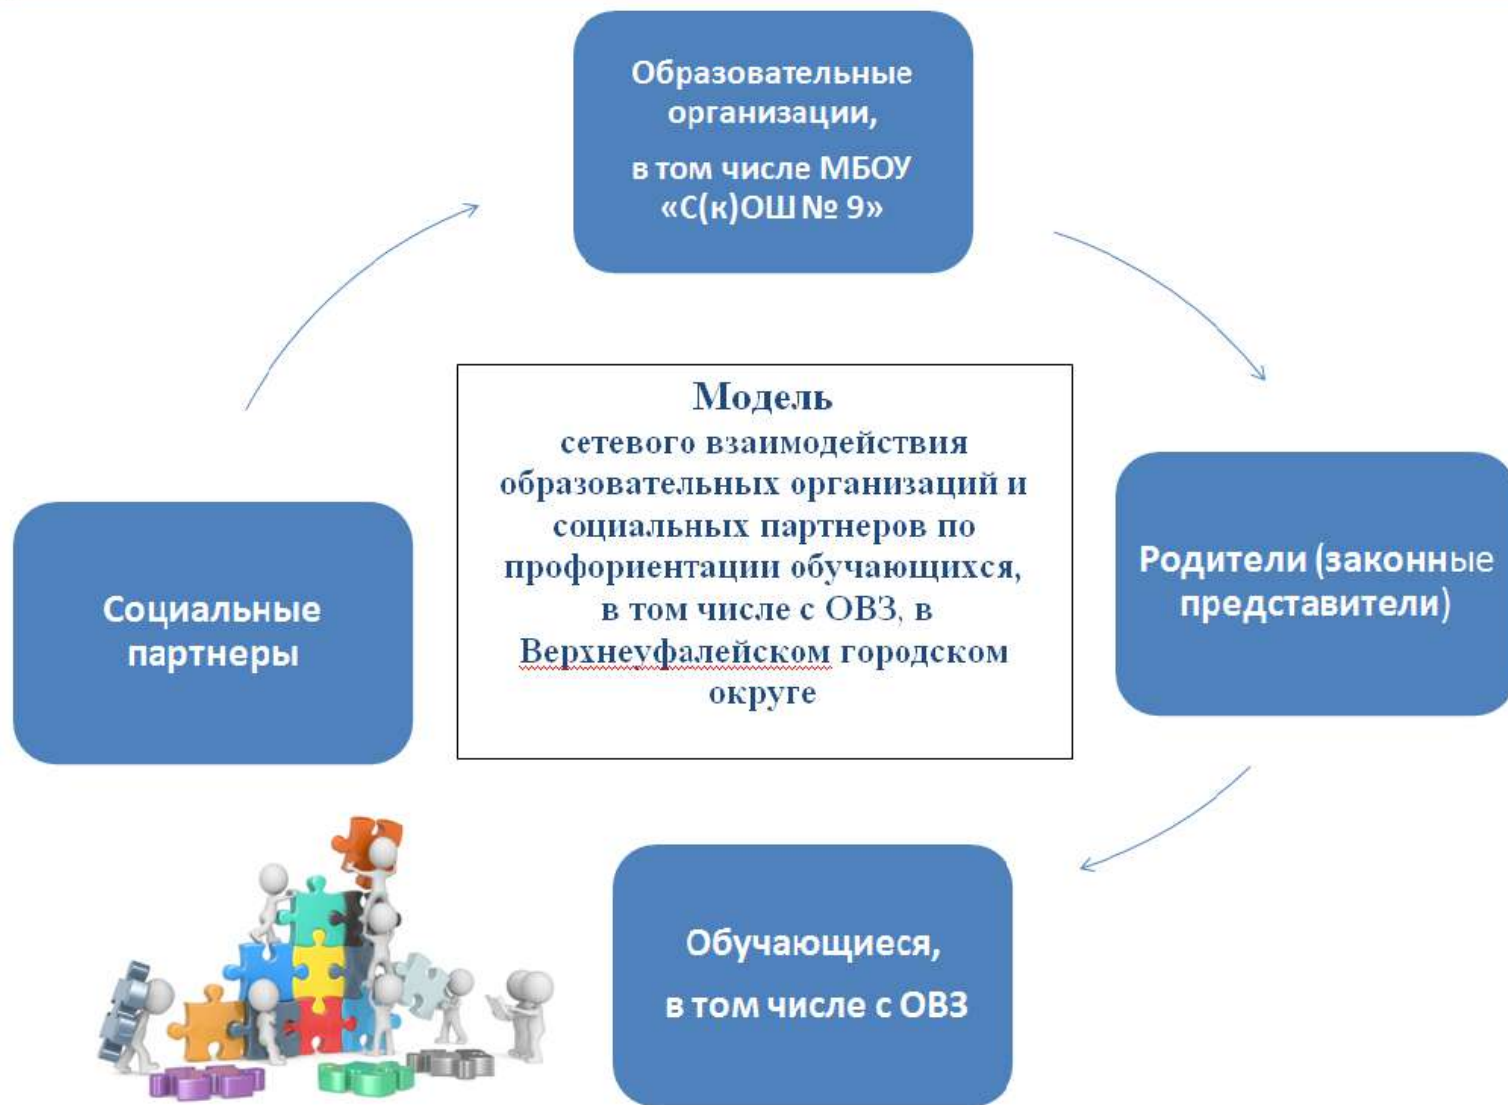 Образовательные
организации,
в том числе МБОУ
«С(к)ОШ № 9»
Модель
сетевого взаимодействия
образовательных организаций и
социальных партнеров по
профориентации обучающихся,
в том числе с ОВЗ, в
Верхнеуфалейском городском
округе
Родители (законные
представители)
Социальные
партнеры
Обучающиеся,
в том числе с ОВЗ